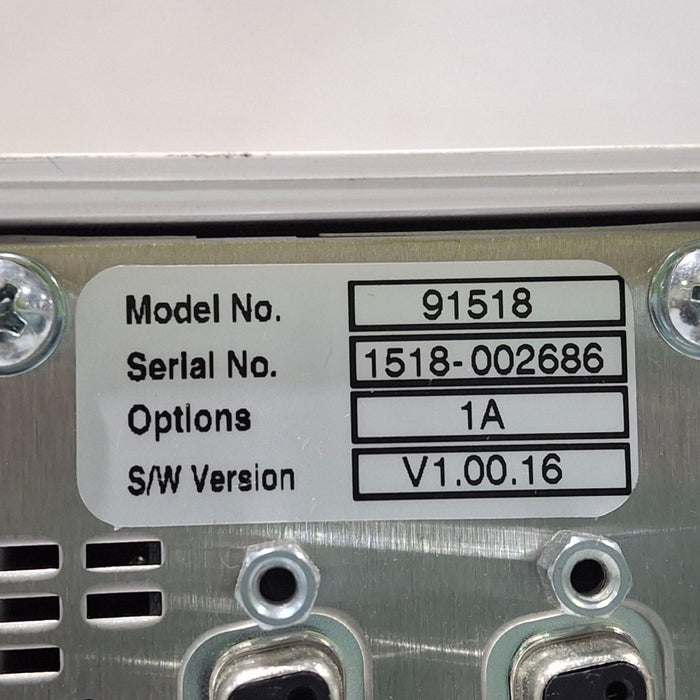 Model No. 91518
Serial No. 1518-002686
Options 1A
S/W Version V1.00.16